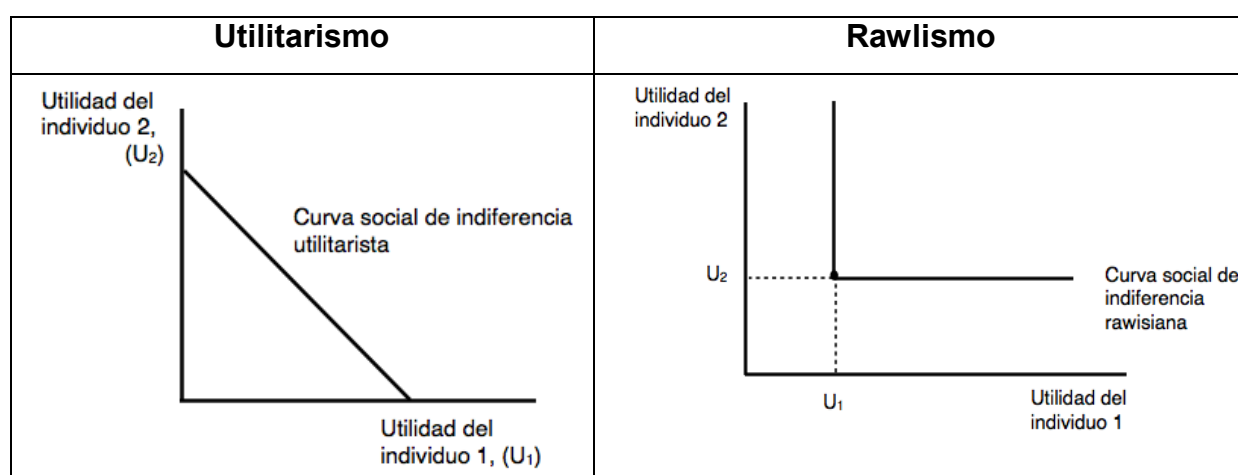 Utilitarismo
Rawlismo
Utilidad del
individuo 2,
(U₂)
Curva social de indiferencia
utilitarista
Utilidad del
individuo 1, (U₁)
Utilidad del
individuo 2
U₂
Curva social de
indiferencia
rawisiana
U₁
Utilidad del
individuo 1